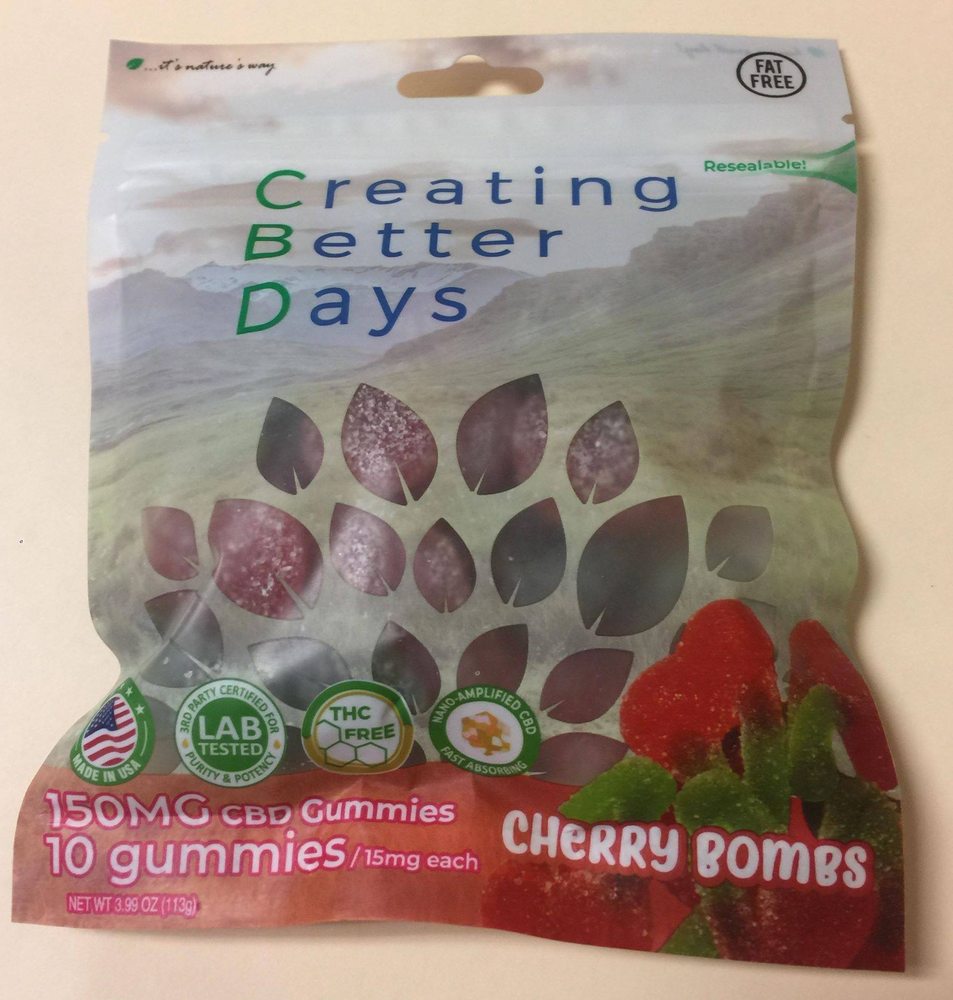 ...it's nature's way
FAT
FREE
Resealable!
Creating
Better
Days
MADE IN USA
3RD PARTY CERTIFIED FOR
LAB
TESTED
PURITY & POTENCY
THC
FREE
NANO-AMPLIFIED CBD
FAST ABSORBING
150MG CBD Gummies
10 gummies / 15mg each
NET WT 3.99 OZ (113g)
CHERRY BOMBS